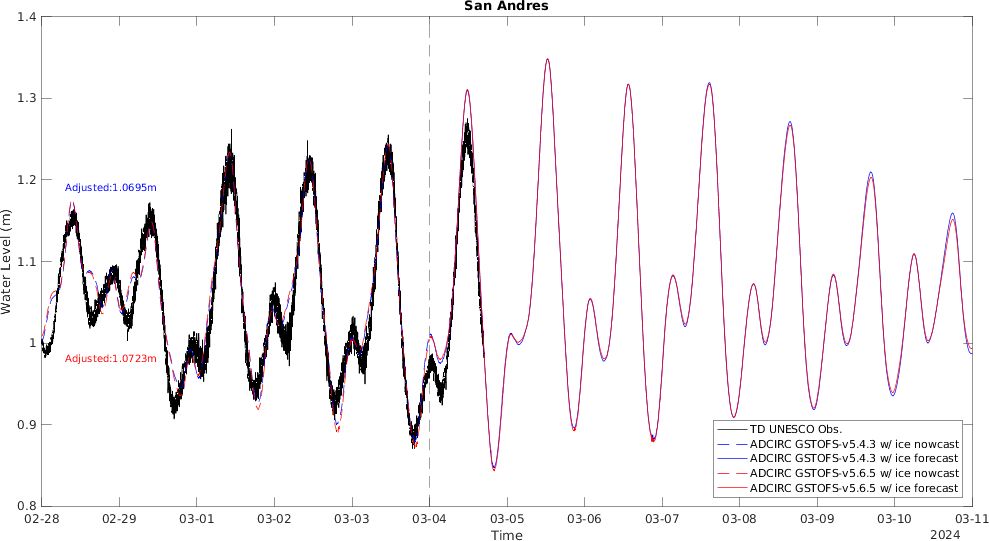 San Andres
1.4
1.3
1.2
1.1
1
0.9
0.8
Water Level (m)
Adjusted:1.0695m
Adjusted:1.0723m
TD UNESCO Obs.
ADCIRC GSTOFS-v5.4.3 w/ ice nowcast
ADCIRC GSTOFS-v5.4.3 w/ ice forecast
ADCIRC GSTOFS-v5.6.5 w/ ice nowcast
ADCIRC GSTOFS-v5.6.5 w/ ice forecast
02-28 02-29 03-01 03-02 03-03 03-04 03-05 03-06 03-07 03-08 03-09 03-10 03-11
Time
2024